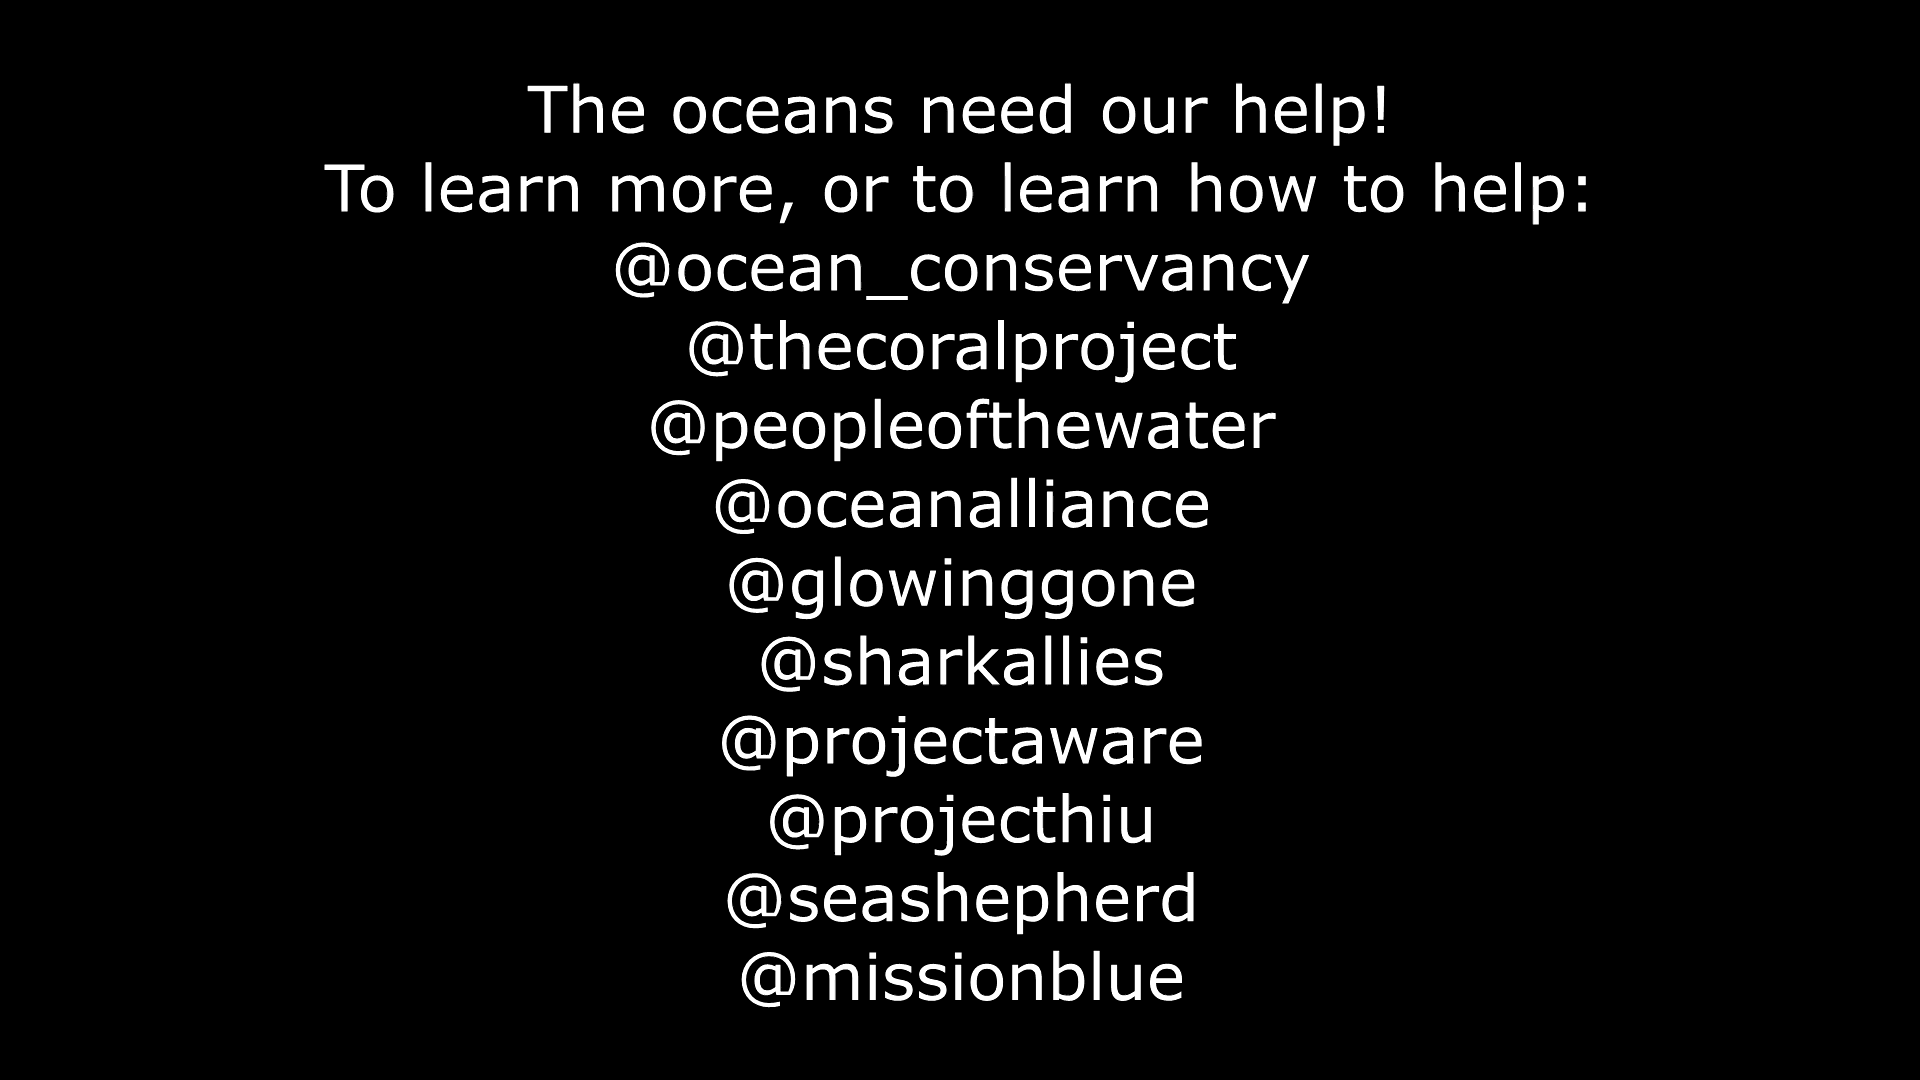 The oceans need our help!
To learn more, or to learn how to help:
@ocean_conservancy
@thecoralproject
@peopleofthewater
@oceanalliance
@glowinggone
@sharkallies
@projectaware
@projecthiu
@seashepherd
@missionblue